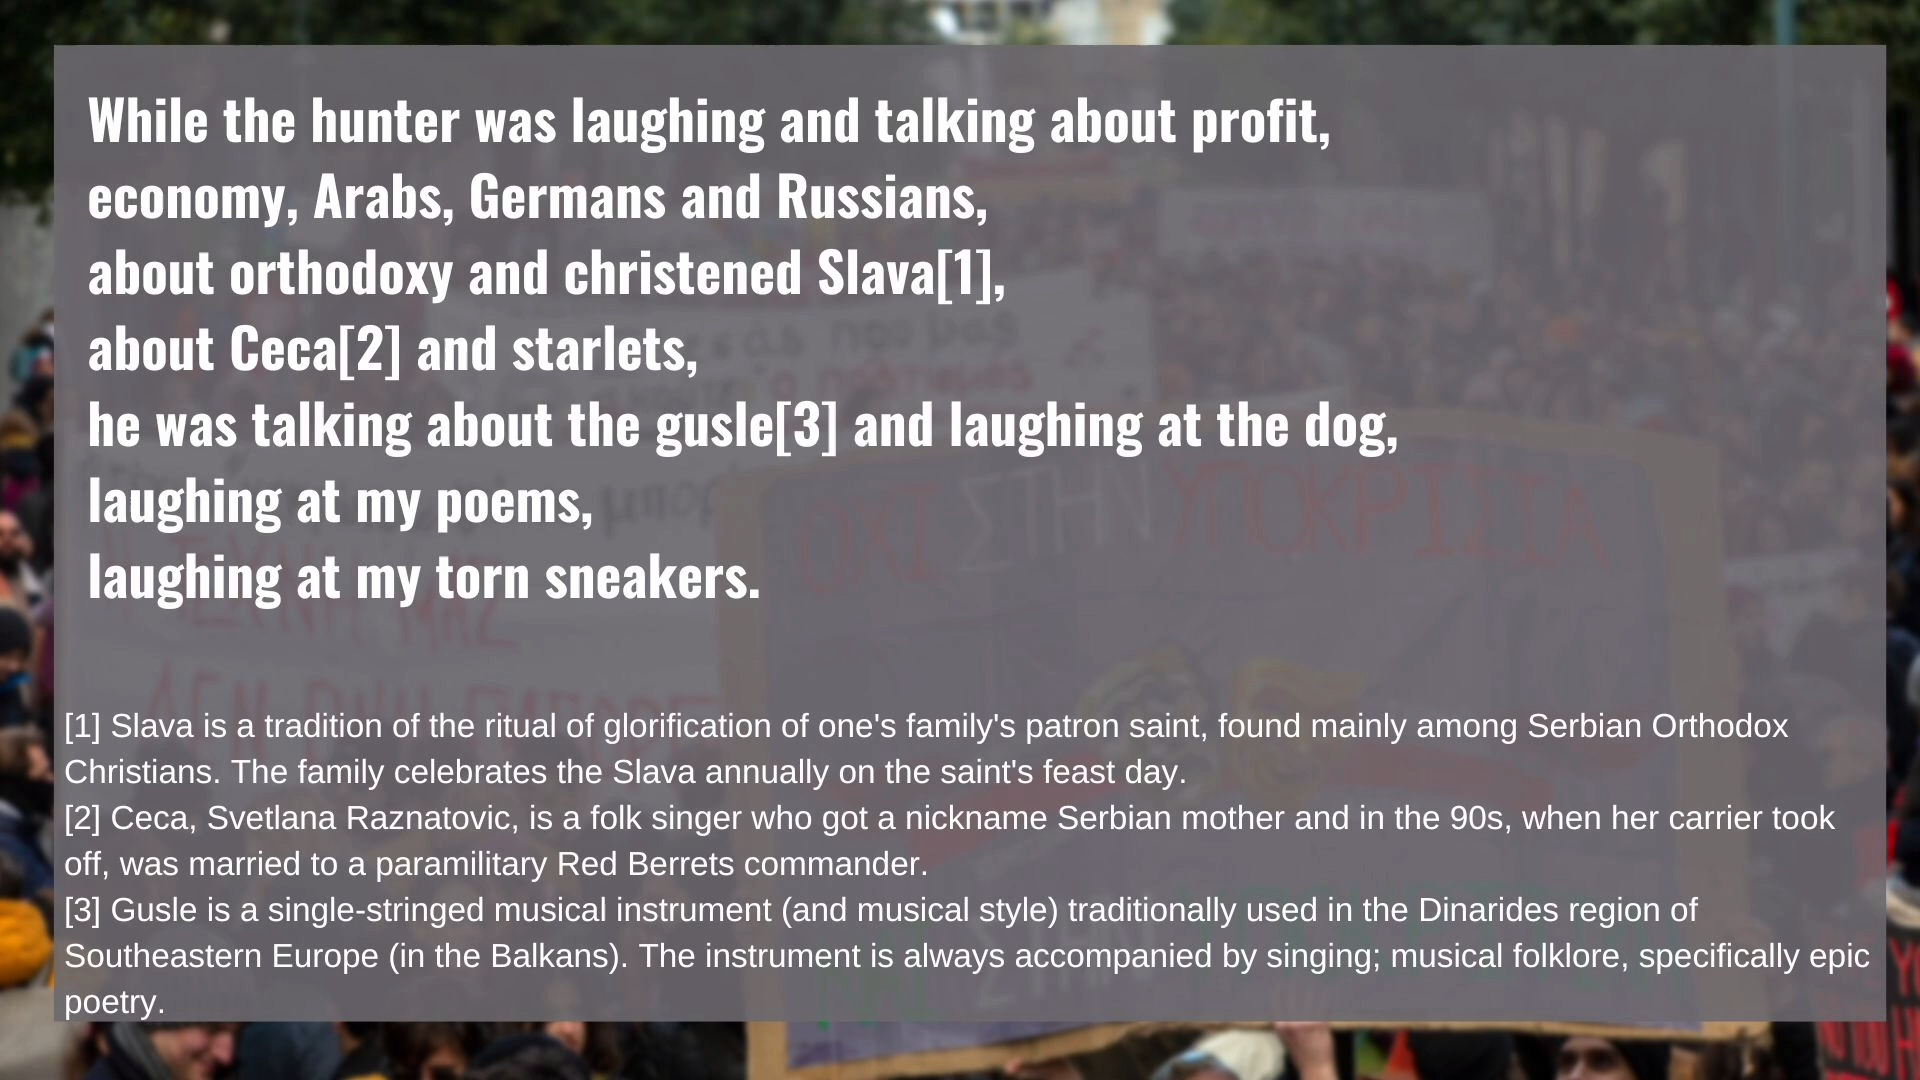 While the hunter was laughing and talking about profit,
economy, Arabs, Germans and Russians,
about orthodoxy and christened Slava[1],
about Ceca[2] and starlets,
he was talking about the gusle[3] and laughing at the dog,
laughing at my poems,
laughing at my torn sneakers.
[1] Slava is a tradition of the ritual of glorification of one's family's patron saint, found mainly among Serbian Orthodox
Christians. The family celebrates the Slava annually on the saint's feast day.
[2] Ceca, Svetlana Raznatovic, is a folk singer who got a nickname Serbian mother and in the 90s, when her carrier took
off, was married to a paramilitary Red Berrets commander.
[3] Gusle is a single-stringed musical instrument (and musical style) traditionally used in the Dinarides region of
Southeastern Europe (in the Balkans). The instrument is always accompanied by singing; musical folklore, specifically epic
poetry.
ΟΧΙ ΣΤΗΝ ΥΠΟΚΡΙΣΙΑ